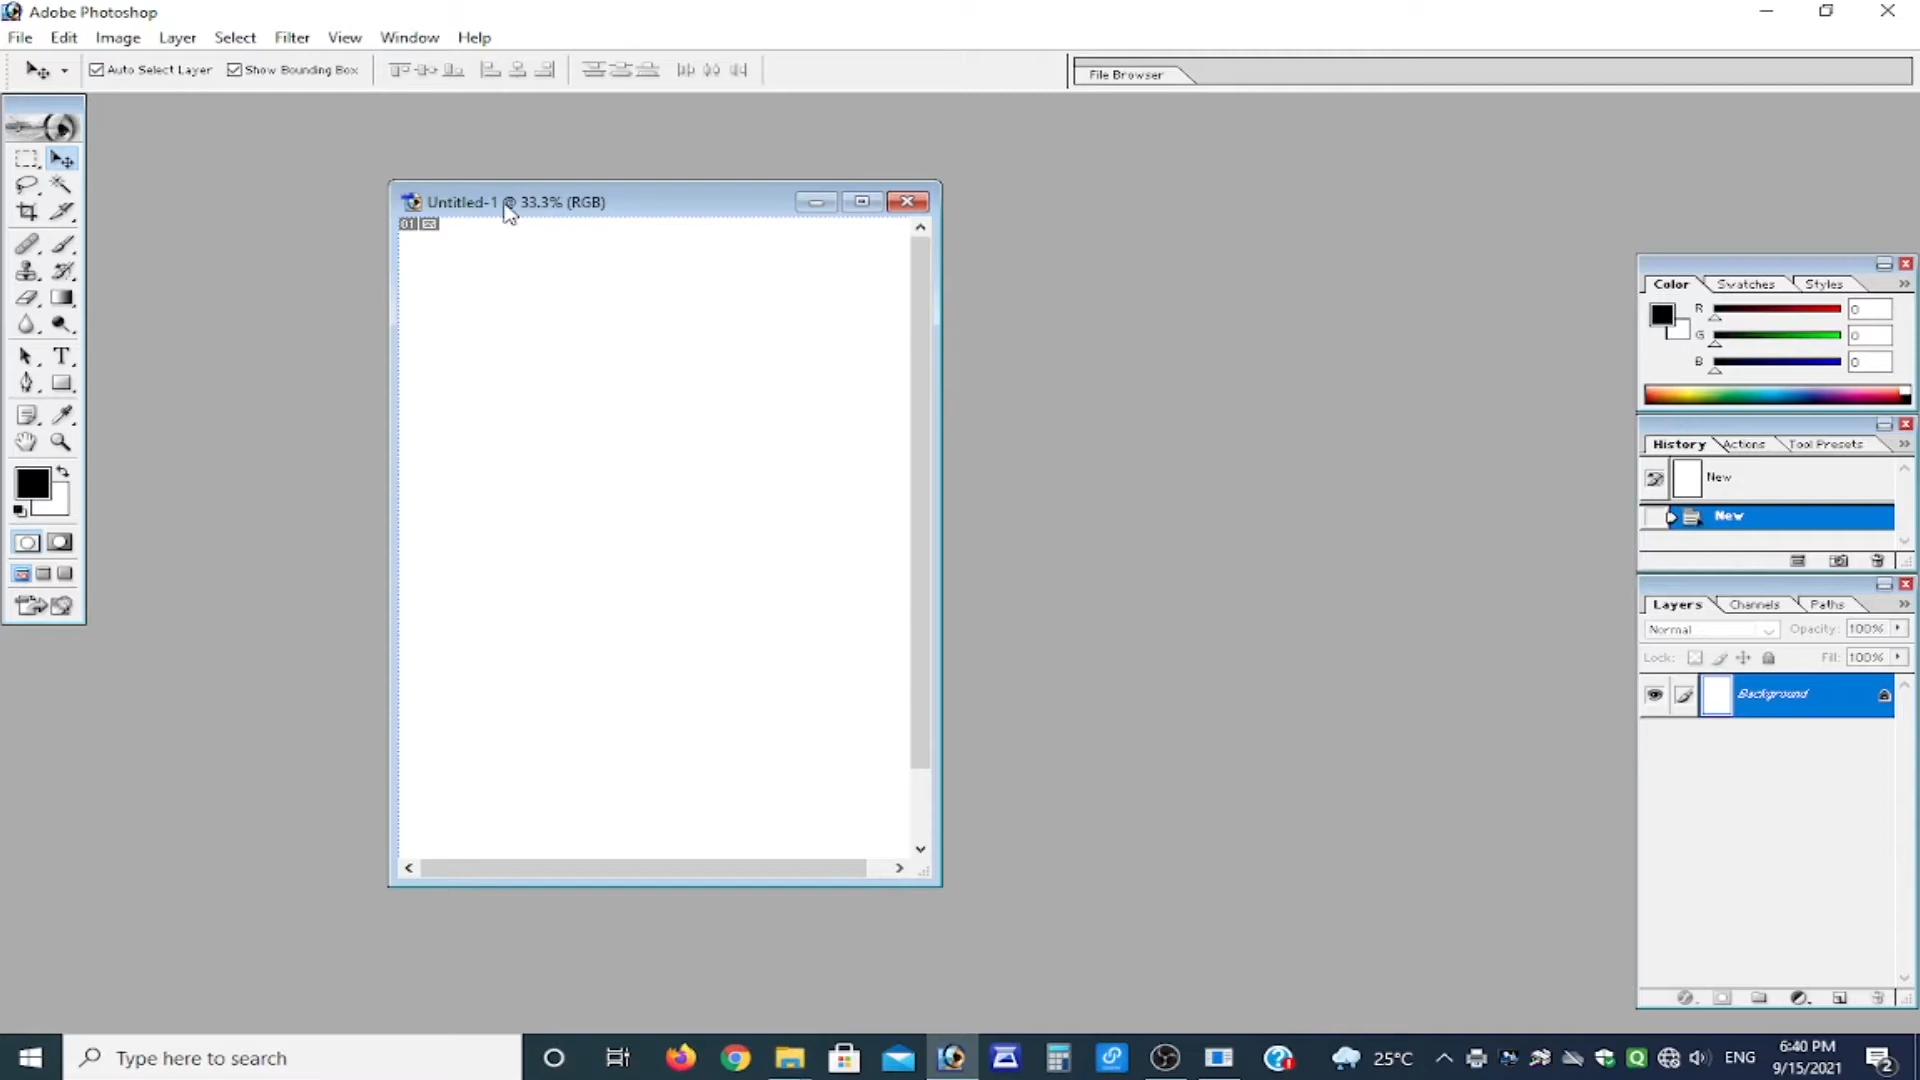 Adobe Photoshop
File Edit Image Layer Select Filter View Window Help
Auto Select Layer Show Bounding Box File Browser
Untitled-1 @ 33.3% (RGB)
01
Color Swatches Styles
R 0
G 0
B 0
History Actions Tool Presets
New
New
Layers Channels Paths
Normal Opacity: 100%
Lock: Fill: 100%
Background
T
Type here to search 25°C ENG 6:40 PM
9/15/2021 2